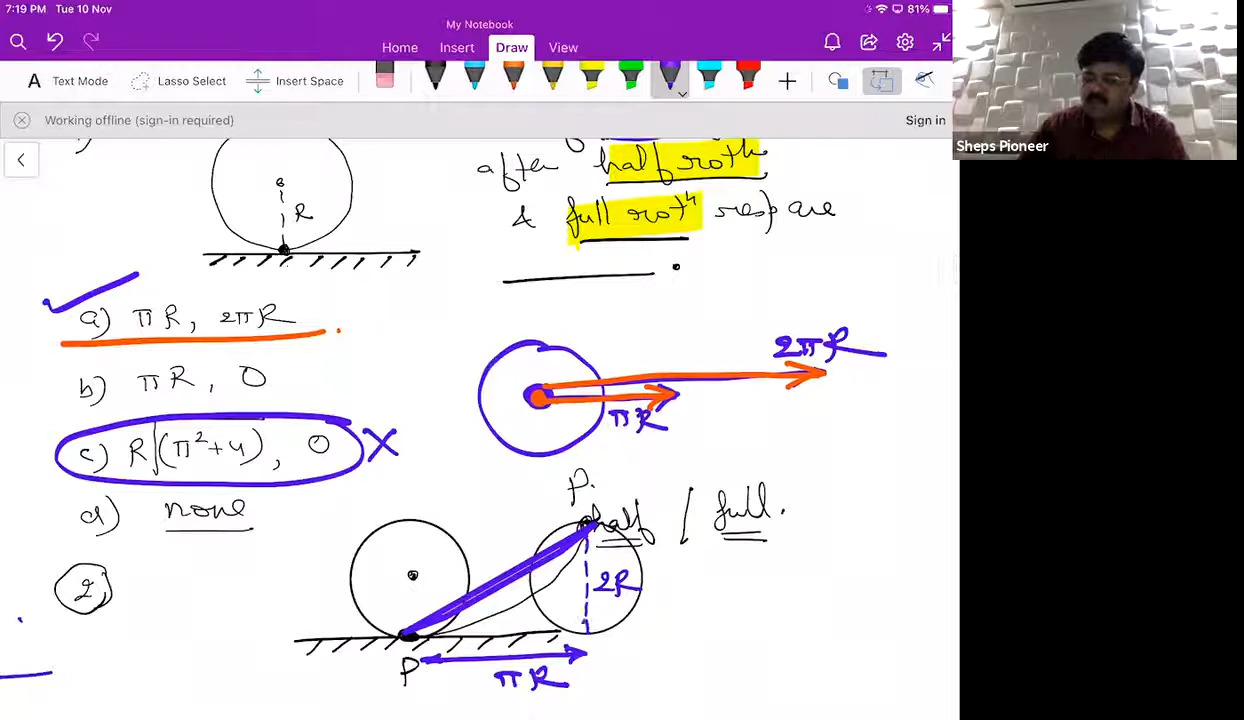 7:19 PM Tue 10 Nov
81%
My Notebook
Home Insert Draw View
Text Mode
Lasso Select
Insert Space
Working offline (sign-in required)
Sign in
Sheps Pioneer
after half rotn
& full rotn resp are
R
a) πR, 2πR
b) πR, 0
c) R√(π²+4), 0 X
d) none
2πR
πR
P
half / full.
2)
2R
P
πR